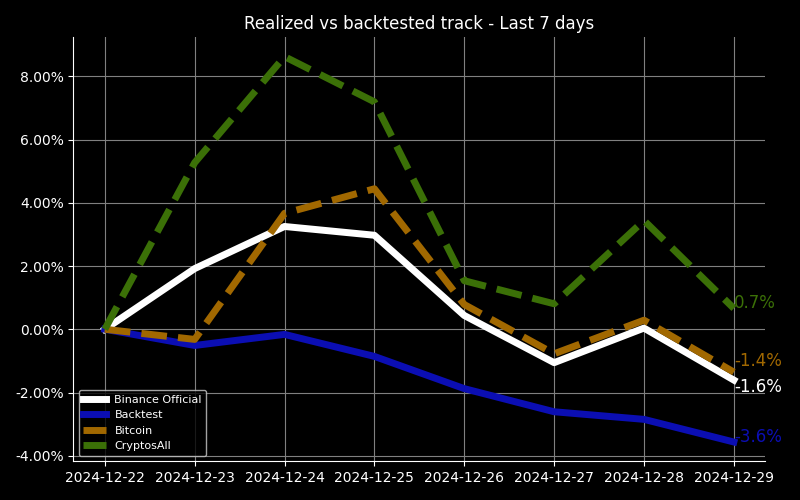 Realized vs backtested track - Last 7 days
8.00%
6.00%
4.00%
2.00%
0.00%
-2.00%
-4.00%
0.7%
-1.4%
-1.6%
-3.6%
Binance Official
Backtest
Bitcoin
CryptosAll
2024-12-22 2024-12-23 2024-12-24 2024-12-25 2024-12-26 2024-12-27 2024-12-28 2024-12-29